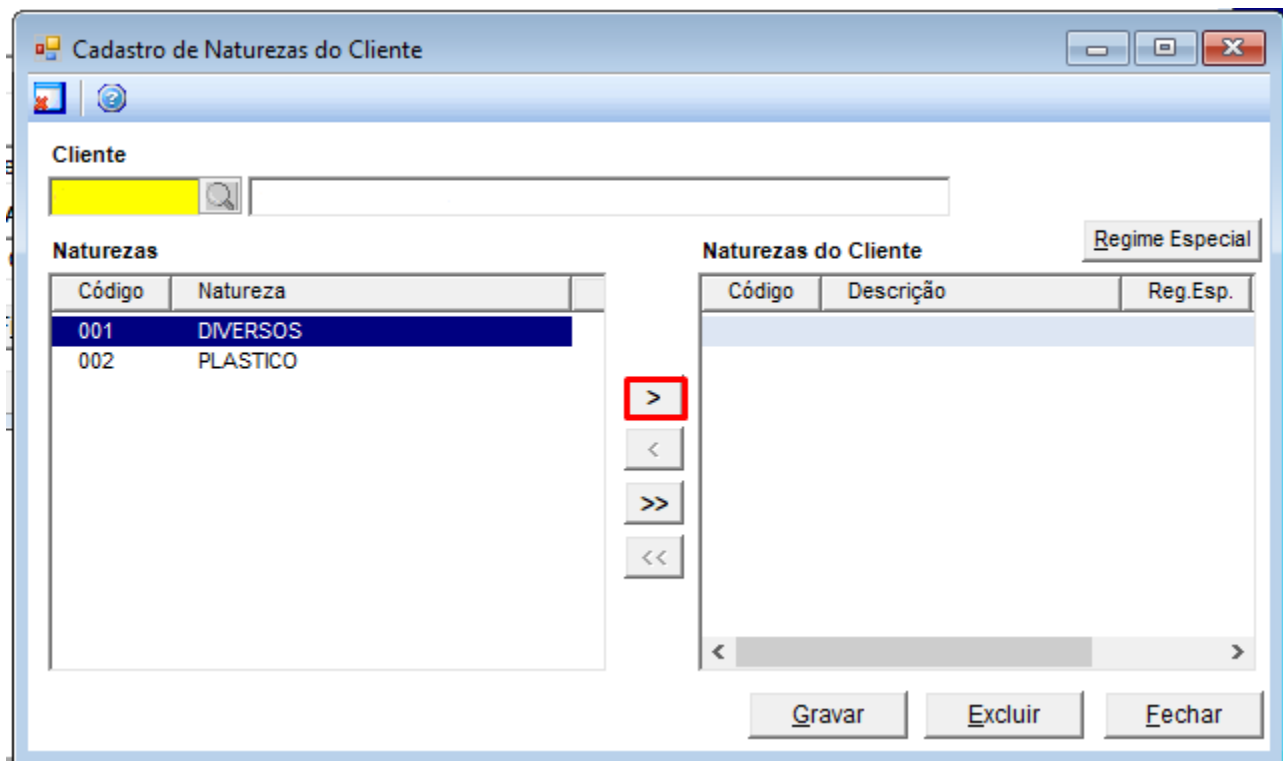 Cadastro de Naturezas do Cliente
Cliente
Regime Especial
Naturezas
Naturezas do Cliente
Código Natureza
Código Descrição Reg.Esp.
001 DIVERSOS
002 PLASTICO
>
<
>>
<<
Gravar Excluir Fechar